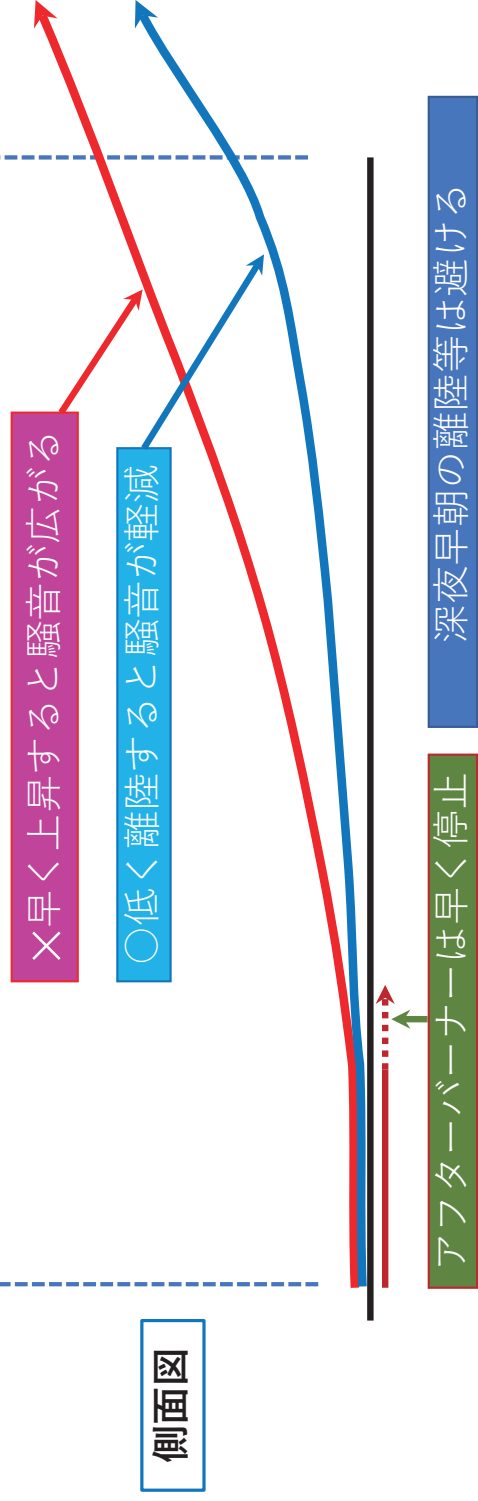 側面図
×早く上昇すると騒音が広がる
○低く離陸すると騒音が軽減
アフターバーナーは早く停止
深夜早朝の離陸等は避ける